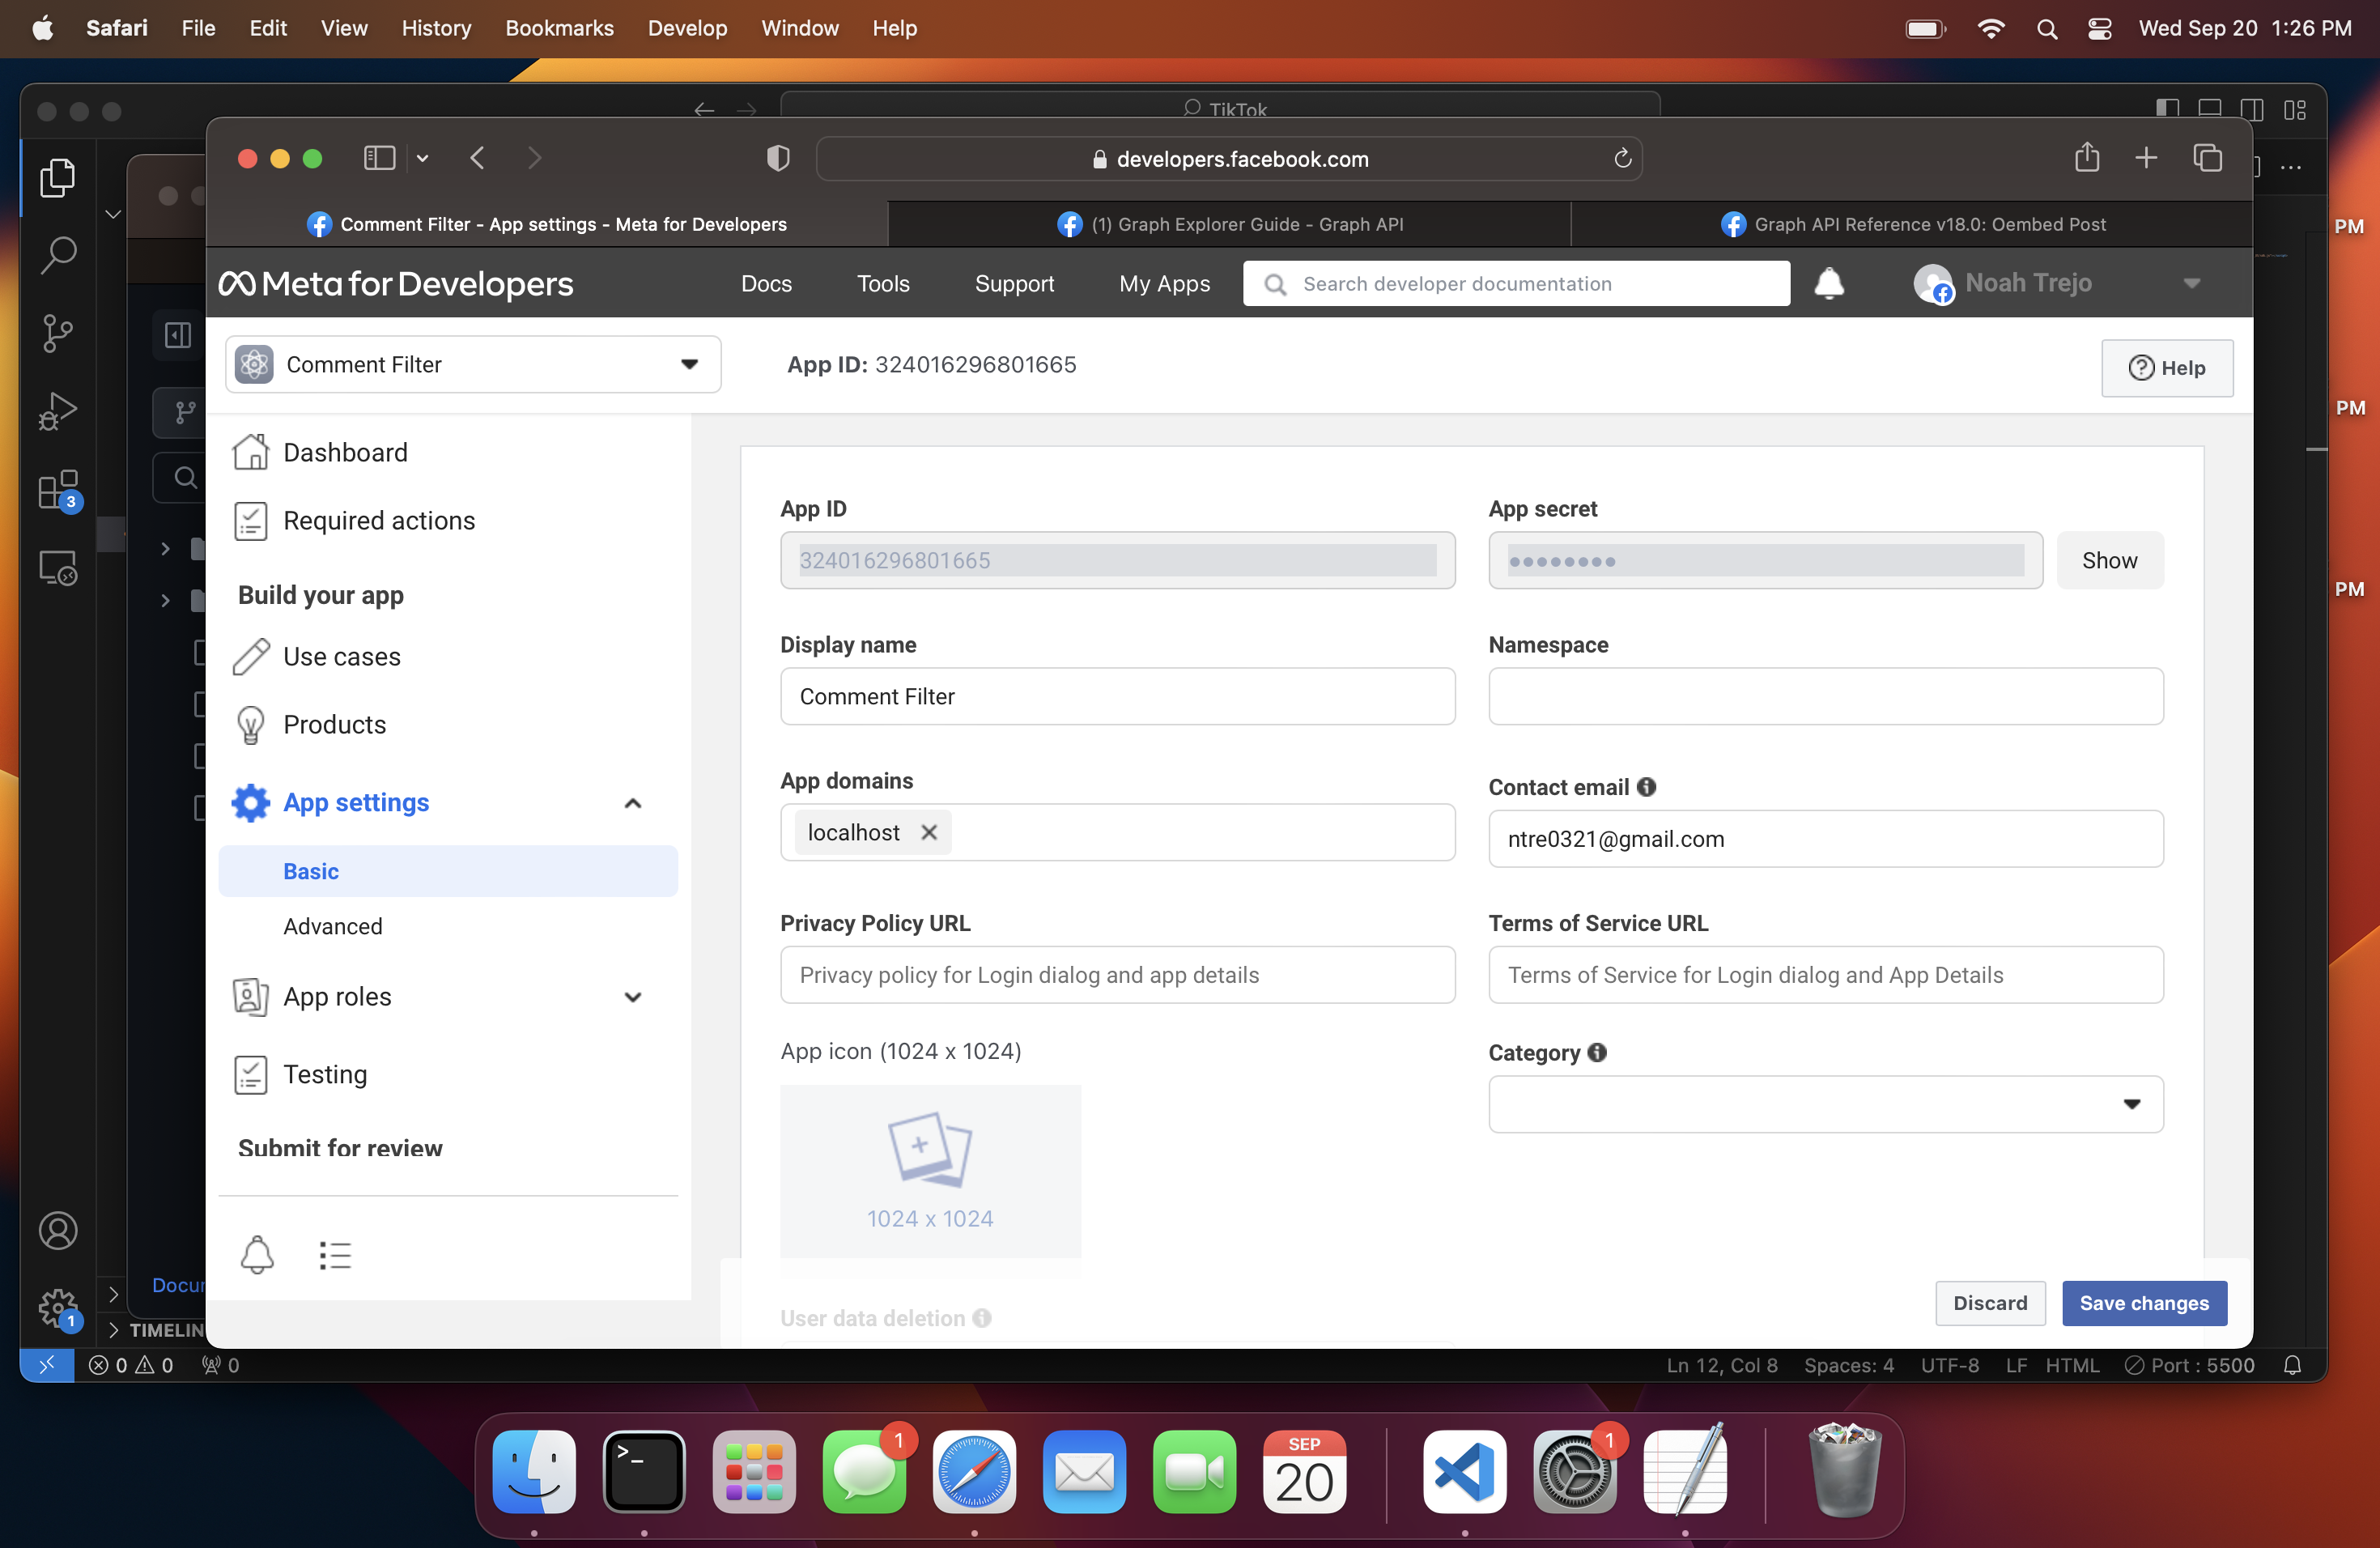 Safari File Edit View History Bookmarks Develop Window Help
Wed Sep 20 1:26 PM
TikTok
developers.facebook.com
Comment Filter - App settings - Meta for Developers
(1) Graph Explorer Guide - Graph API
Graph API Reference v18.0: Oembed Post
PM
Meta for Developers
Docs
Tools
Support
My Apps
Search developer documentation
Noah Trejo
Comment Filter
App ID: 324016296801665
Help
PM
Dashboard
Required actions
Build your app
Use cases
Products
App settings
Basic
Advanced
App roles
Testing
Submit for review
App ID
324016296801665
App secret
••••••••
Show
PM
Display name
Comment Filter
Namespace
App domains
localhost
Contact email
ntre0321@gmail.com
Privacy Policy URL
Privacy policy for Login dialog and app details
Terms of Service URL
Terms of Service for Login dialog and App Details
App icon (1024 x 1024)
1024 x 1024
Category
User data deletion
Discard
Save changes
3
1
Docu
TIMELIN
0 0 0
Ln 12, Col 8 Spaces: 4 UTF-8 LF HTML Port : 5500
1
SEP
20
1